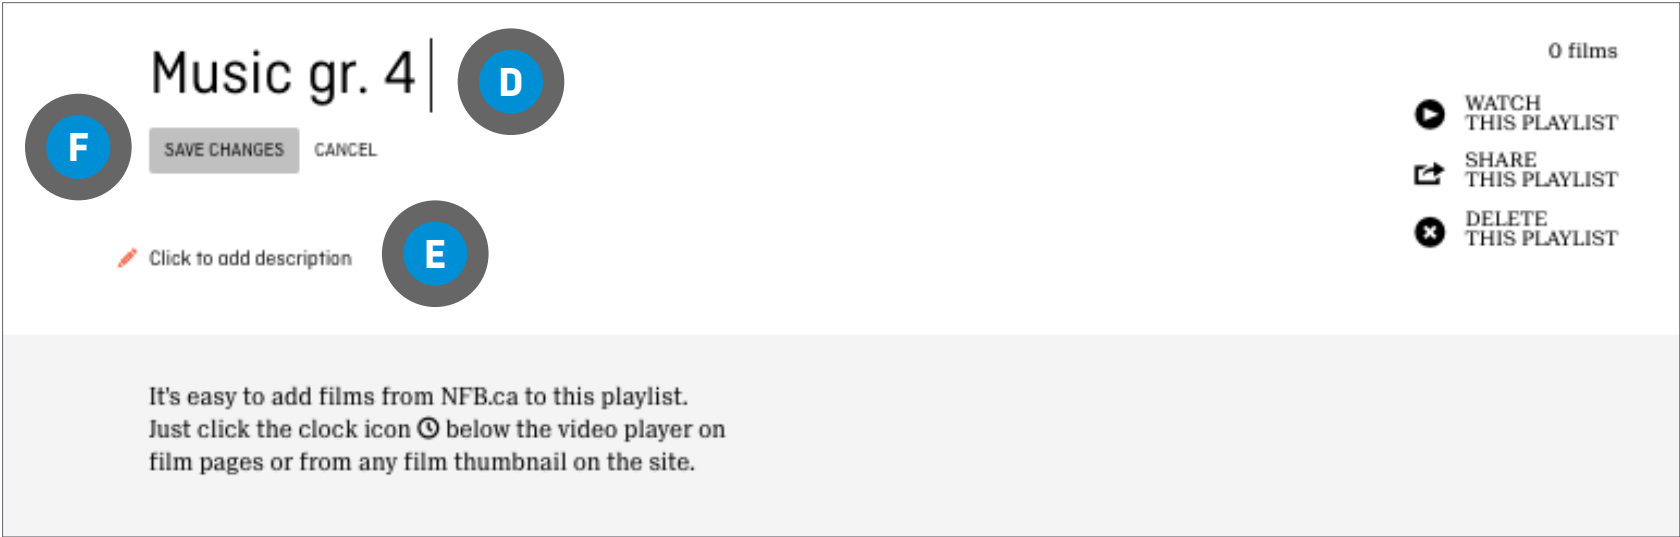 Music gr. 4
D
0 films
F
SAVE CHANGES
CANCEL
WATCH
THIS PLAYLIST
SHARE
THIS PLAYLIST
DELETE
THIS PLAYLIST
Click to add description
E
It's easy to add films from NFB.ca to this playlist.
Just click the clock icon below the video player on
film pages or from any film thumbnail on the site.